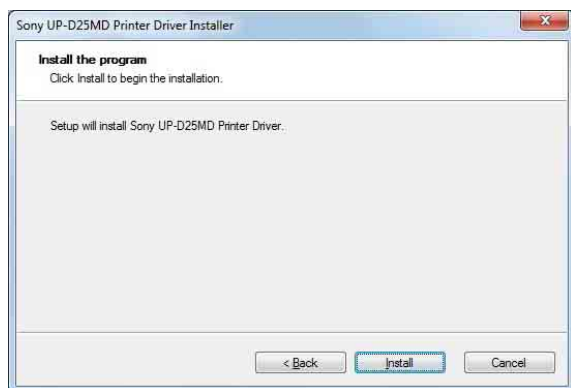 Sony UP-D25MD Printer Driver Installer
Install the program
Click Install to begin the installation.
Setup will install Sony UP-D25MD Printer Driver.
< Back Install Cancel